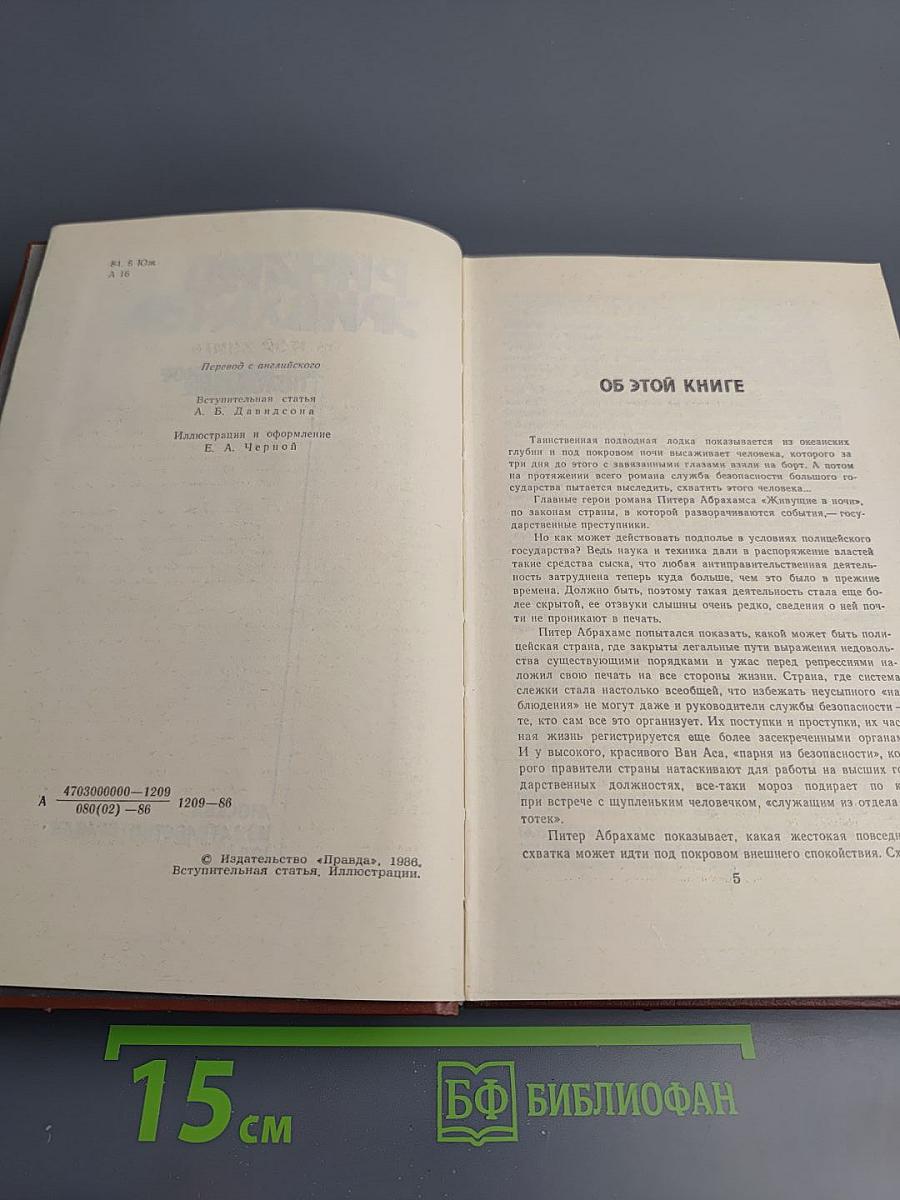 84. 6 Юж
А 16
Перевод с английского
Вступительная статья
А. Б. Давидсона
Иллюстрации и оформление
Е. А. Черной
А 4703000000—1209 1209—86
080(02) —86
© Издательство «Правда», 1986.
Вступительная статья. Иллюстрации.
ОБ ЭТОЙ КНИГЕ
Таинственная подводная лодка показывается из океанских
глубин и под покровом ночи высаживает человека, которого за
три дня до этого с завязанными глазами взяли на борт. А потом
на протяжении всего романа служба безопасности большого го-
сударства пытается выследить, схватить этого человека...
Главные герои романа Питера Абрахамса «Живущие в ночи»,
по законам страны, в которой разворачиваются события,— госу-
дарственные преступники.
Но как может действовать подполье в условиях полицейского
государства? Ведь наука и техника дали в распоряжение властей
такие средства сыска, что любая антиправительственная деятель-
ность затруднена теперь куда больше, чем это было в прежние
времена. Должно быть, поэтому такая деятельность стала еще бо-
лее скрытой, ее отзвуки слышны очень редко, сведения о ней поч-
ти не проникают в печать.
Питер Абрахамс попытался показать, какой может быть поли-
цейская страна, где закрыты легальные пути выражения недоволь-
ства существующими порядками и ужас перед репрессиями на-
ложил свою печать на все стороны жизни. Страна, где система
слежки стала настолько всеобщей, что избежать неусыпного «на
блюдения» не могут даже и руководители службы безопасности —
те, кто сам все это организует. Их поступки и проступки, их час
ная жизнь регистрируется еще более засекреченными органам
И у высокого, красивого Ван Аса, «парня из безопасности», ко
рого правители страны натаскивают для работы на высших го
дарственных должностях, все-таки мороз подирает по к
при встрече с щупленьким человечком, «служащим из отдела
тотек».
Питер Абрахамс показывает, какая жестокая повседн
схватка может идти под покровом внешнего спокойствия. Сх
5
15 см
БФ БИБЛИОФАН